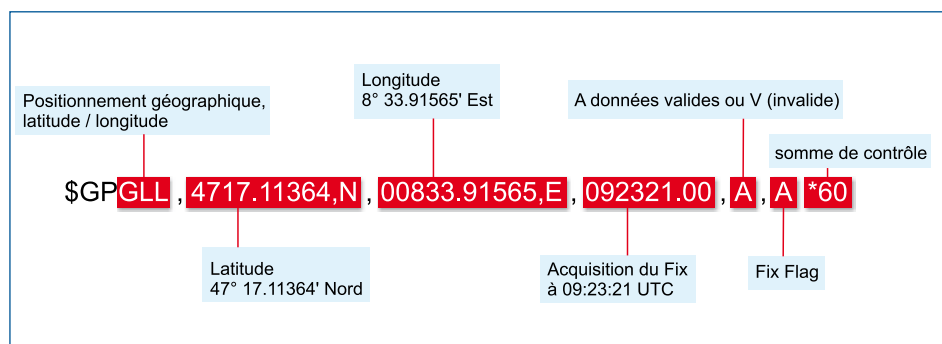 Positionnement géographique,
latitude / longitude
Longitude
8° 33.91565' Est
A données valides ou V (invalide)
somme de contrôle
$GPGLL,4717.11364,N,00833.91565,E,092321.00,A,A*60
Latitude
47° 17.11364' Nord
Acquisition du Fix
à 09:23:21 UTC
Fix Flag